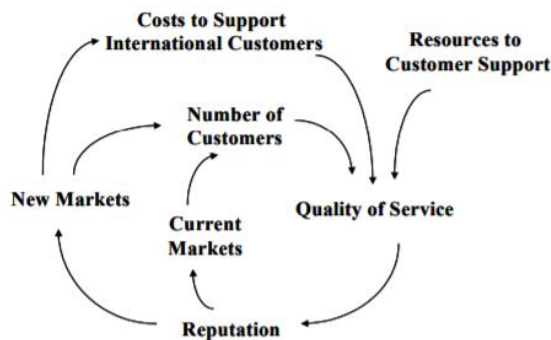 Costs to Support
International Customers
Resources to
Customer Support
Number of
Customers
New Markets
Current
Markets
Quality of Service
Reputation